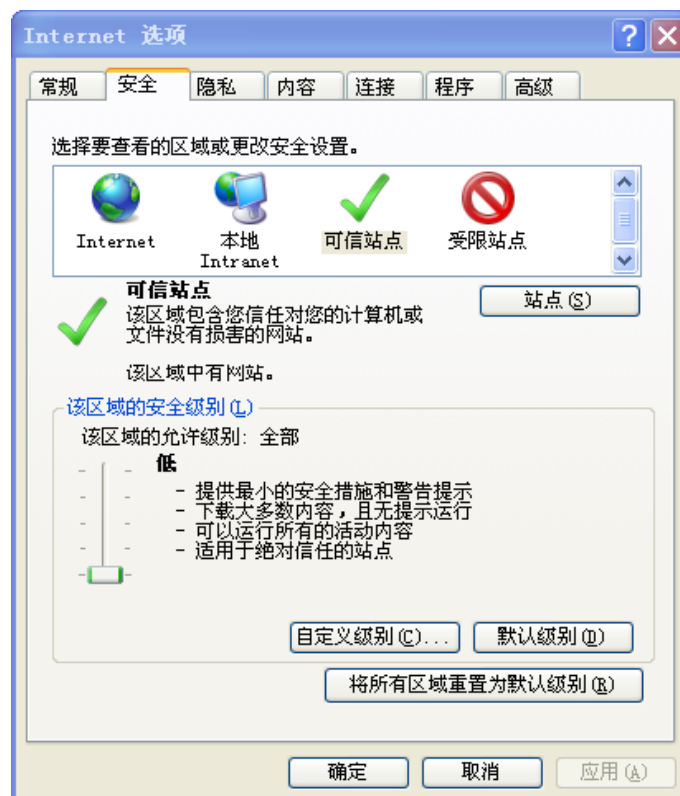 Internet 选项
常规 安全 隐私 内容 连接 程序 高级
选择要查看的区域或更改安全设置。
Internet 本地 Intranet 可信站点 受限站点
可信站点
站点(S)
该区域包含您信任对您的计算机或
文件没有损害的网站。
该区域中有网站。
该区域的安全级别(L)
该区域的允许级别: 全部
低
- 提供最小的安全措施和警告提示
- 下载大多数内容，且无提示运行
- 可以运行所有的活动内容
- 适用于绝对信任的站点
自定义级别(C)... 默认级别(D)
将所有区域重置为默认级别(R)
确定 取消 应用(A)